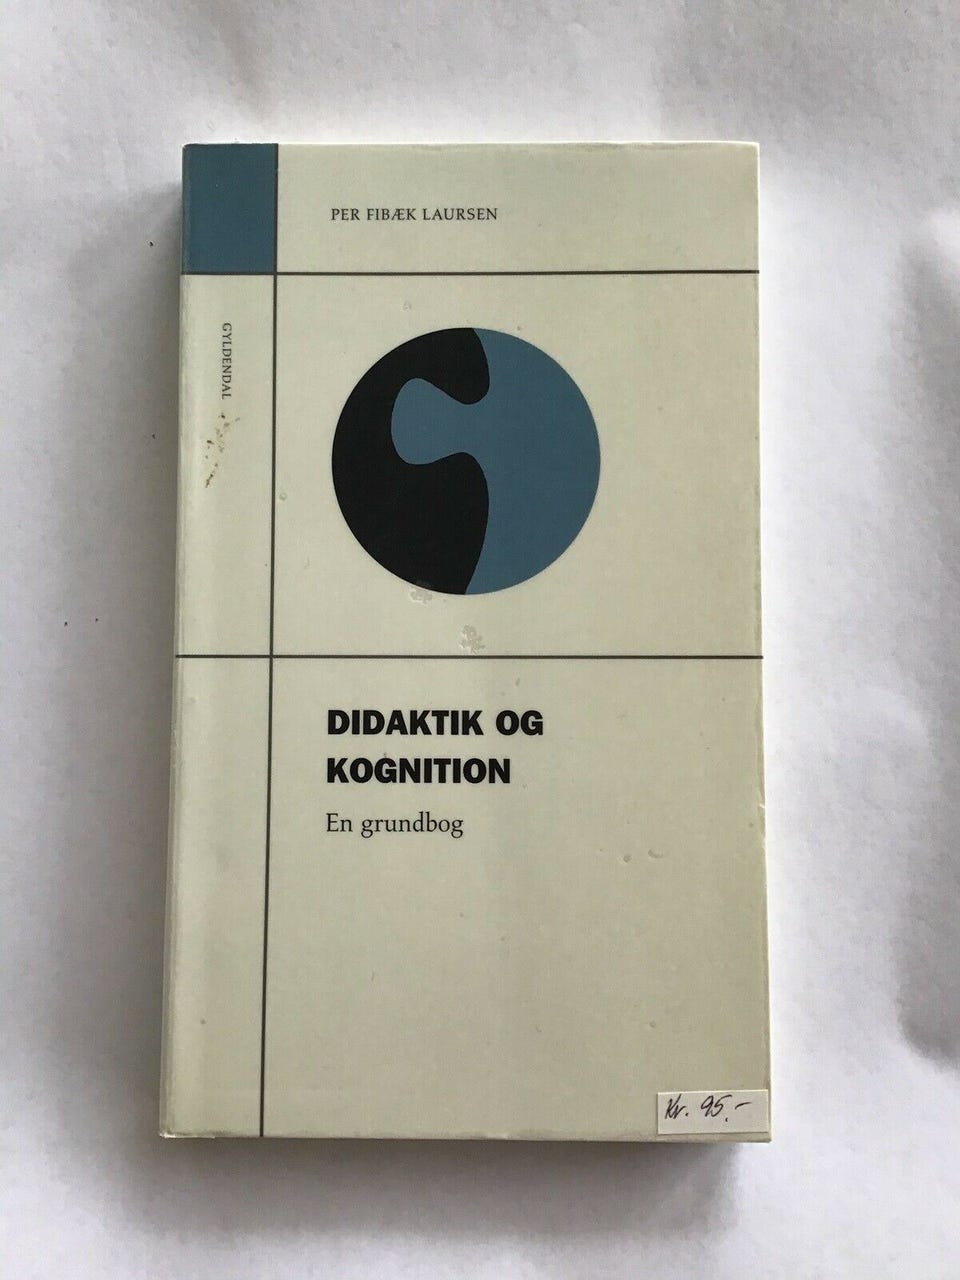 PER FIBÆK LAURSEN
GYLDENDAL
DIDAKTIK OG
KOGNITION
En grundbog
Kr. 95.-